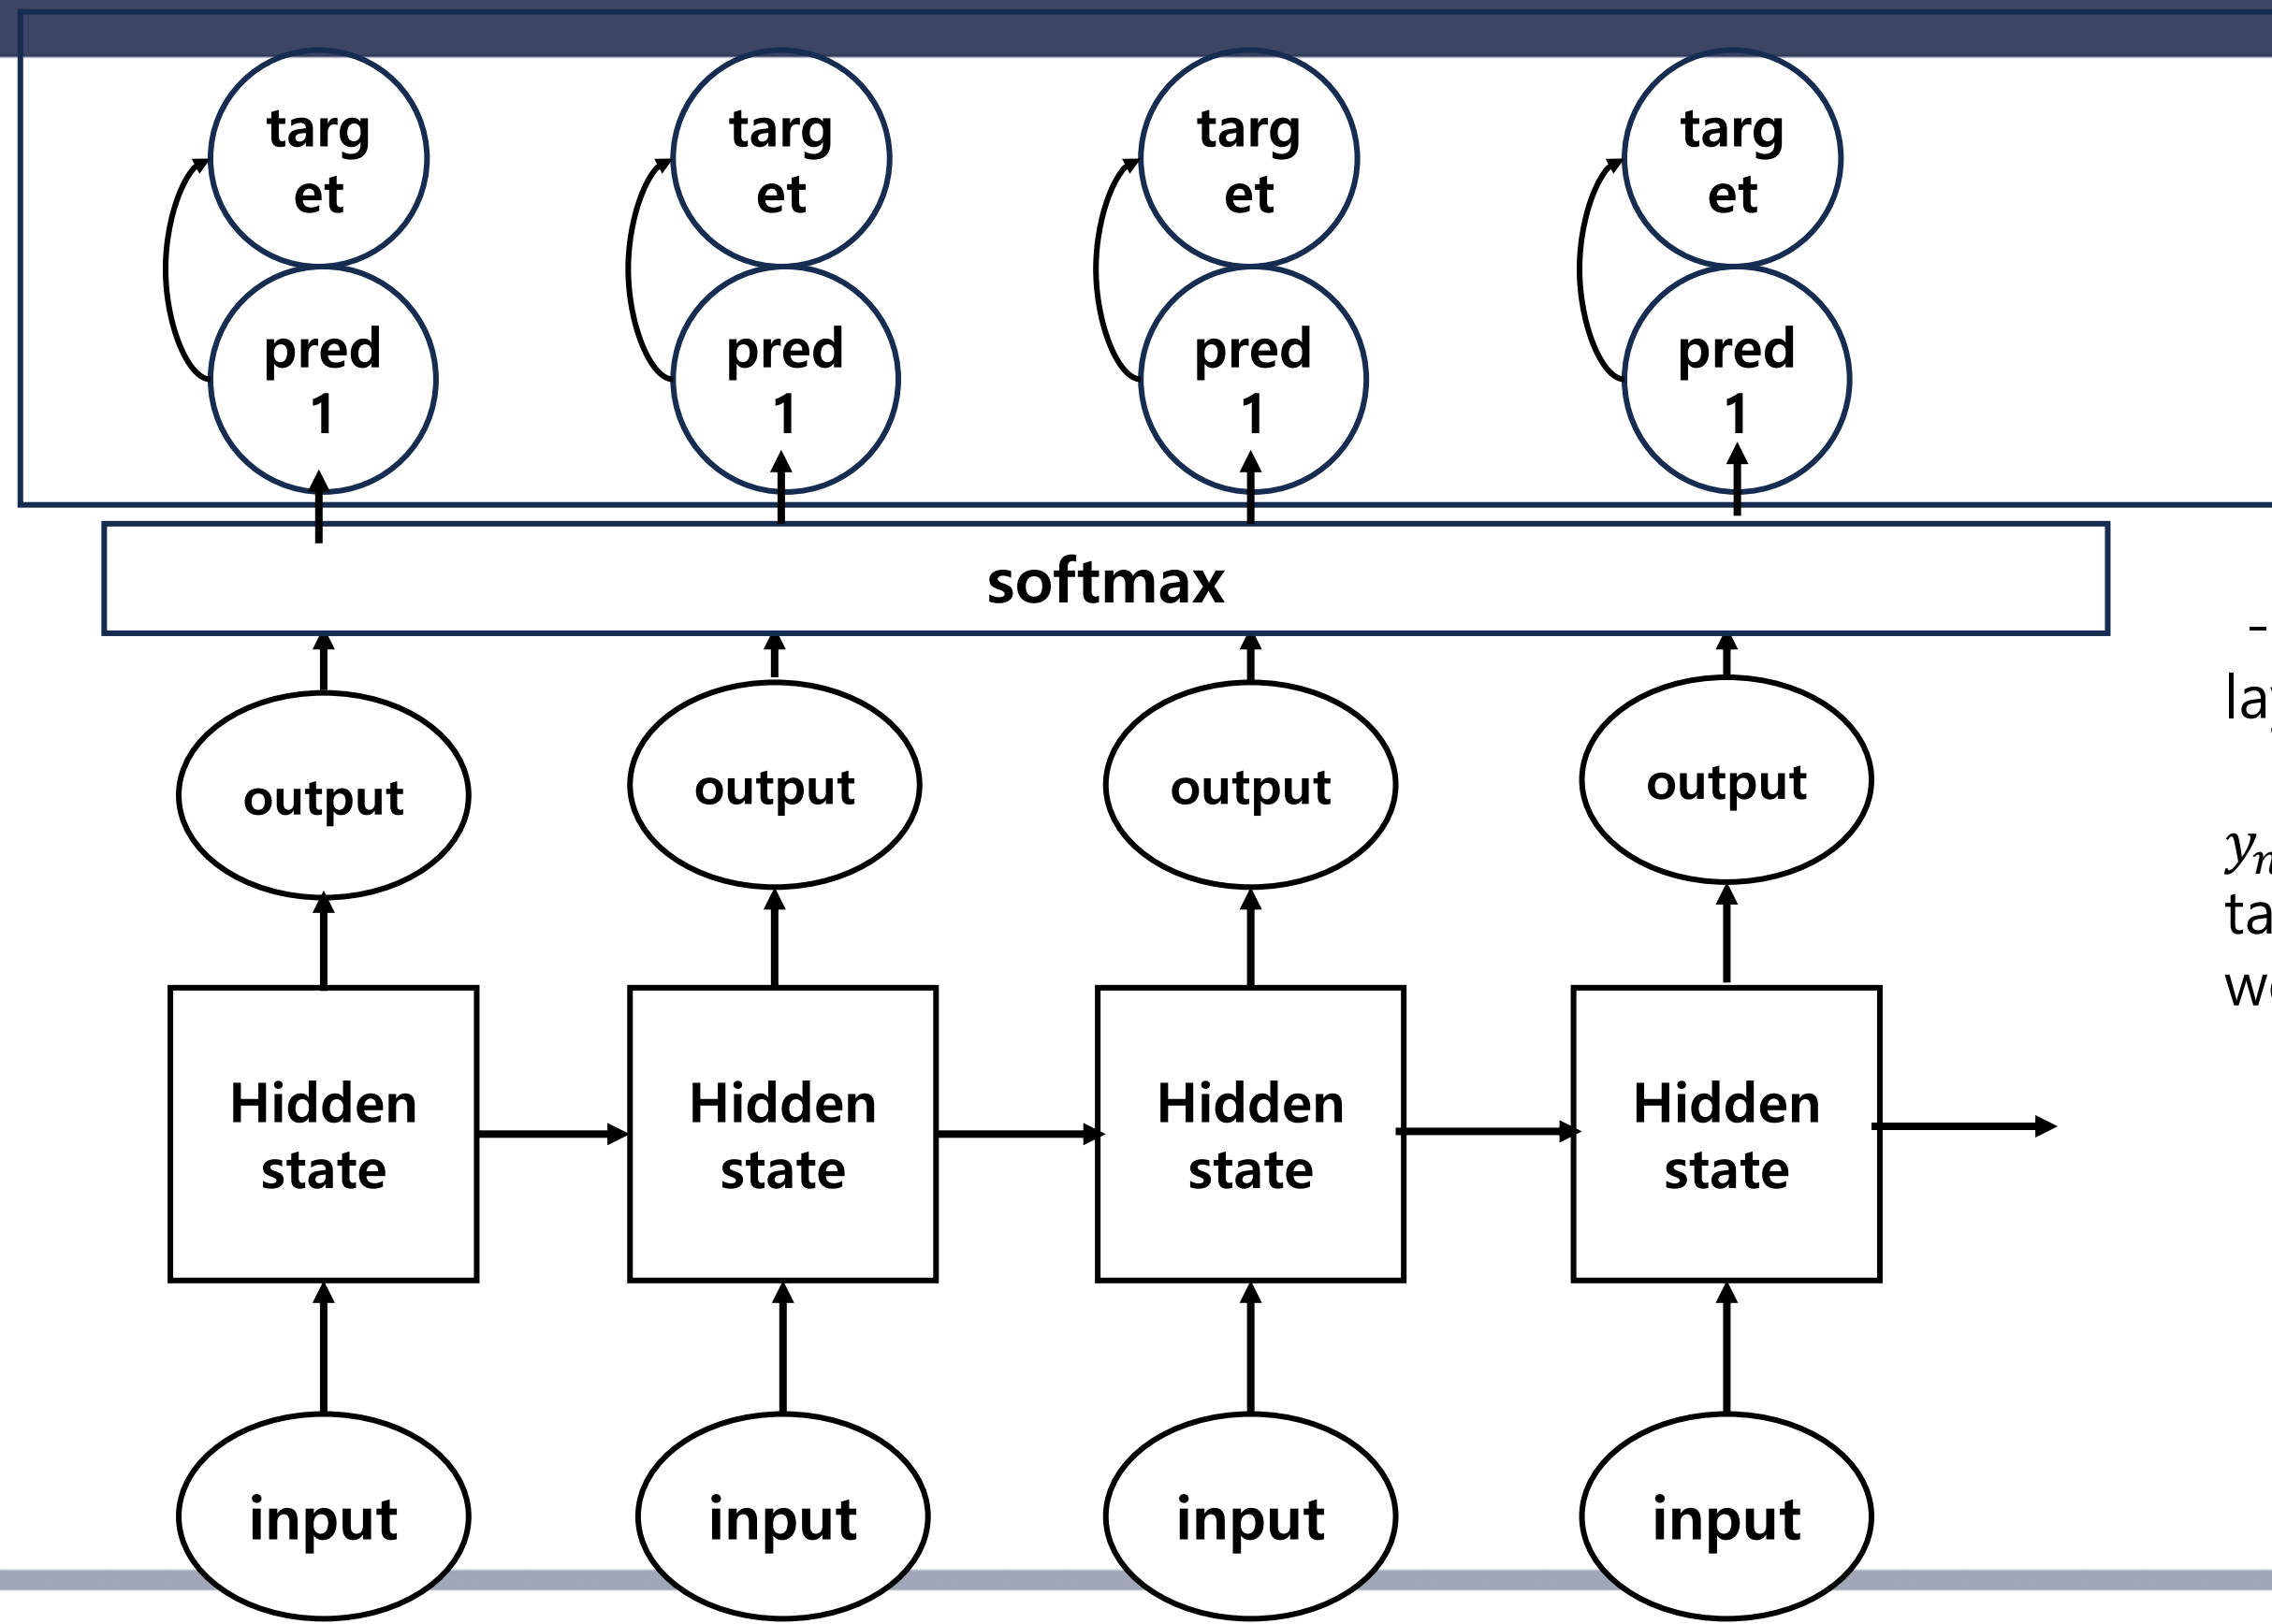 targ
et
targ
et
targ
et
targ
et
pred
1
pred
1
pred
1
pred
1
softmax
-
output
output
output
output
Hidden
state
Hidden
state
Hidden
state
Hidden
state
input
input
input
input